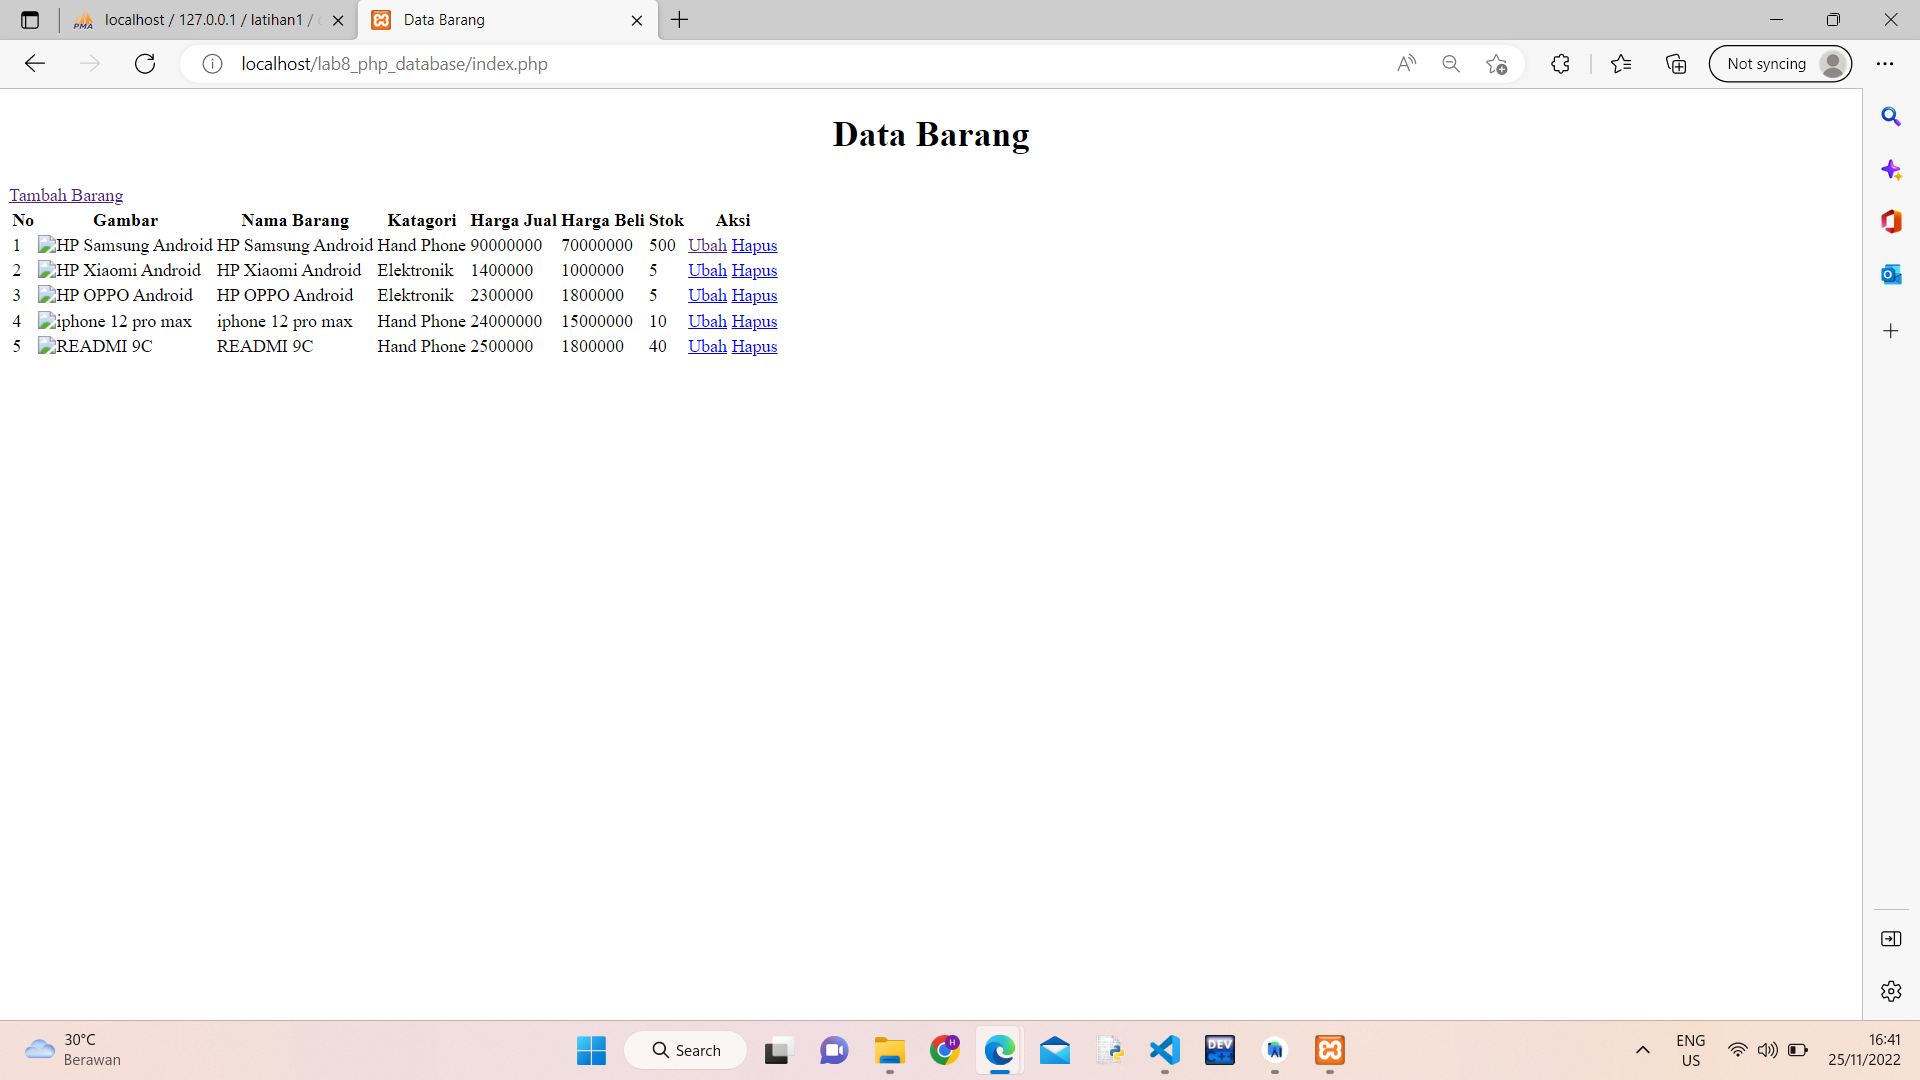 localhost / 127.0.0.1 / latihan1 /
Data Barang
localhost/lab8_php_database/index.php
Not syncing
Data Barang
Tambah Barang
No Gambar Nama Barang Katagori Harga Jual Harga Beli Stok Aksi
1 HP Samsung Android HP Samsung Android Hand Phone 90000000 70000000 500 Ubah Hapus
2 HP Xiaomi Android HP Xiaomi Android Elektronik 1400000 1000000 5 Ubah Hapus
3 HP OPPO Android HP OPPO Android Elektronik 2300000 1800000 5 Ubah Hapus
4 iphone 12 pro max iphone 12 pro max Hand Phone 24000000 15000000 10 Ubah Hapus
5 READMI 9C READMI 9C Hand Phone 2500000 1800000 40 Ubah Hapus
30°C
Berawan
Search
DEV
C++
ENG
US
16:41
25/11/2022